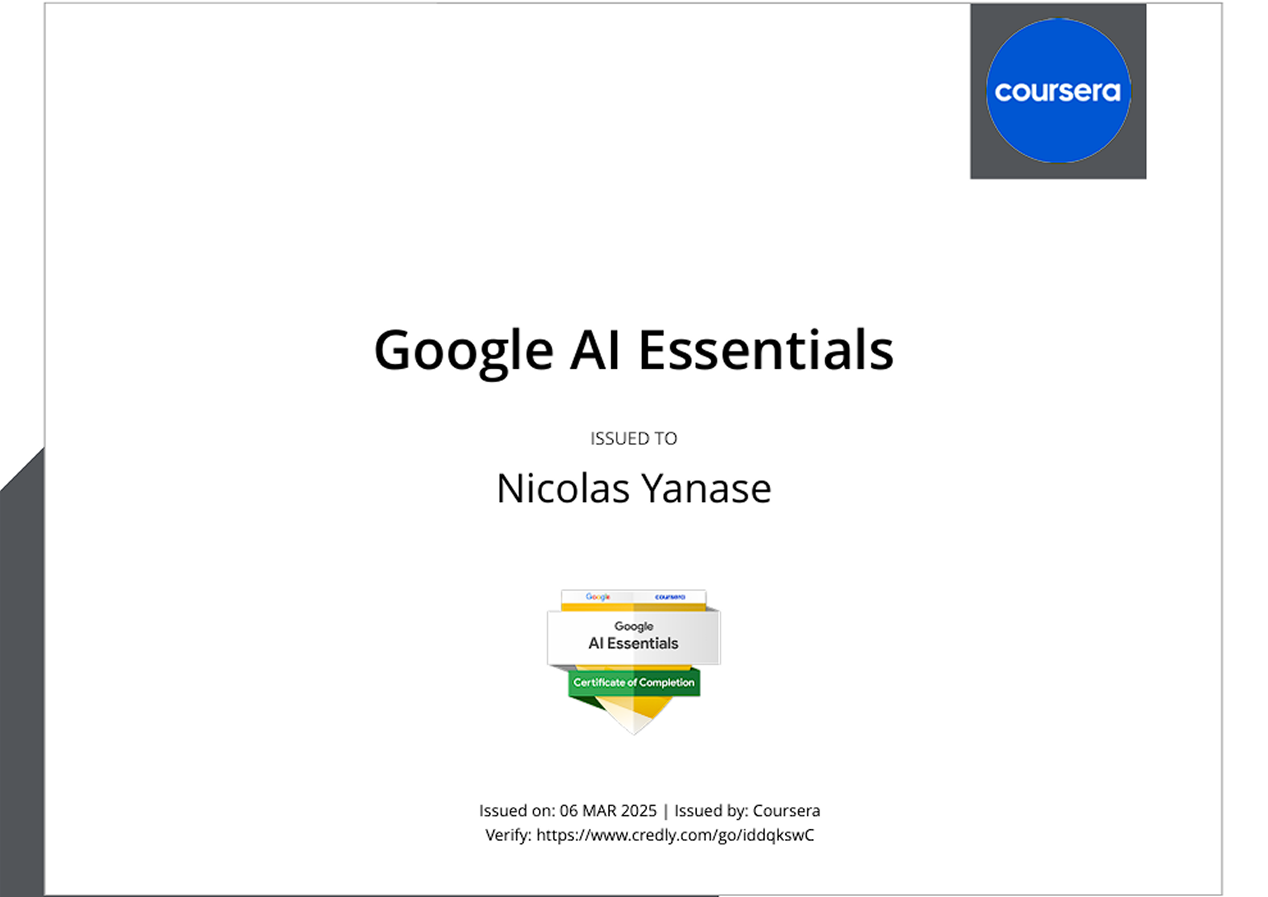 coursera
Google AI Essentials
ISSUED TO
Nicolas Yanase
Google coursera
Google
AI Essentials
Certificate of Completion
Issued on: 06 MAR 2025 | Issued by: Coursera
Verify: https://www.credly.com/go/iddqkswC